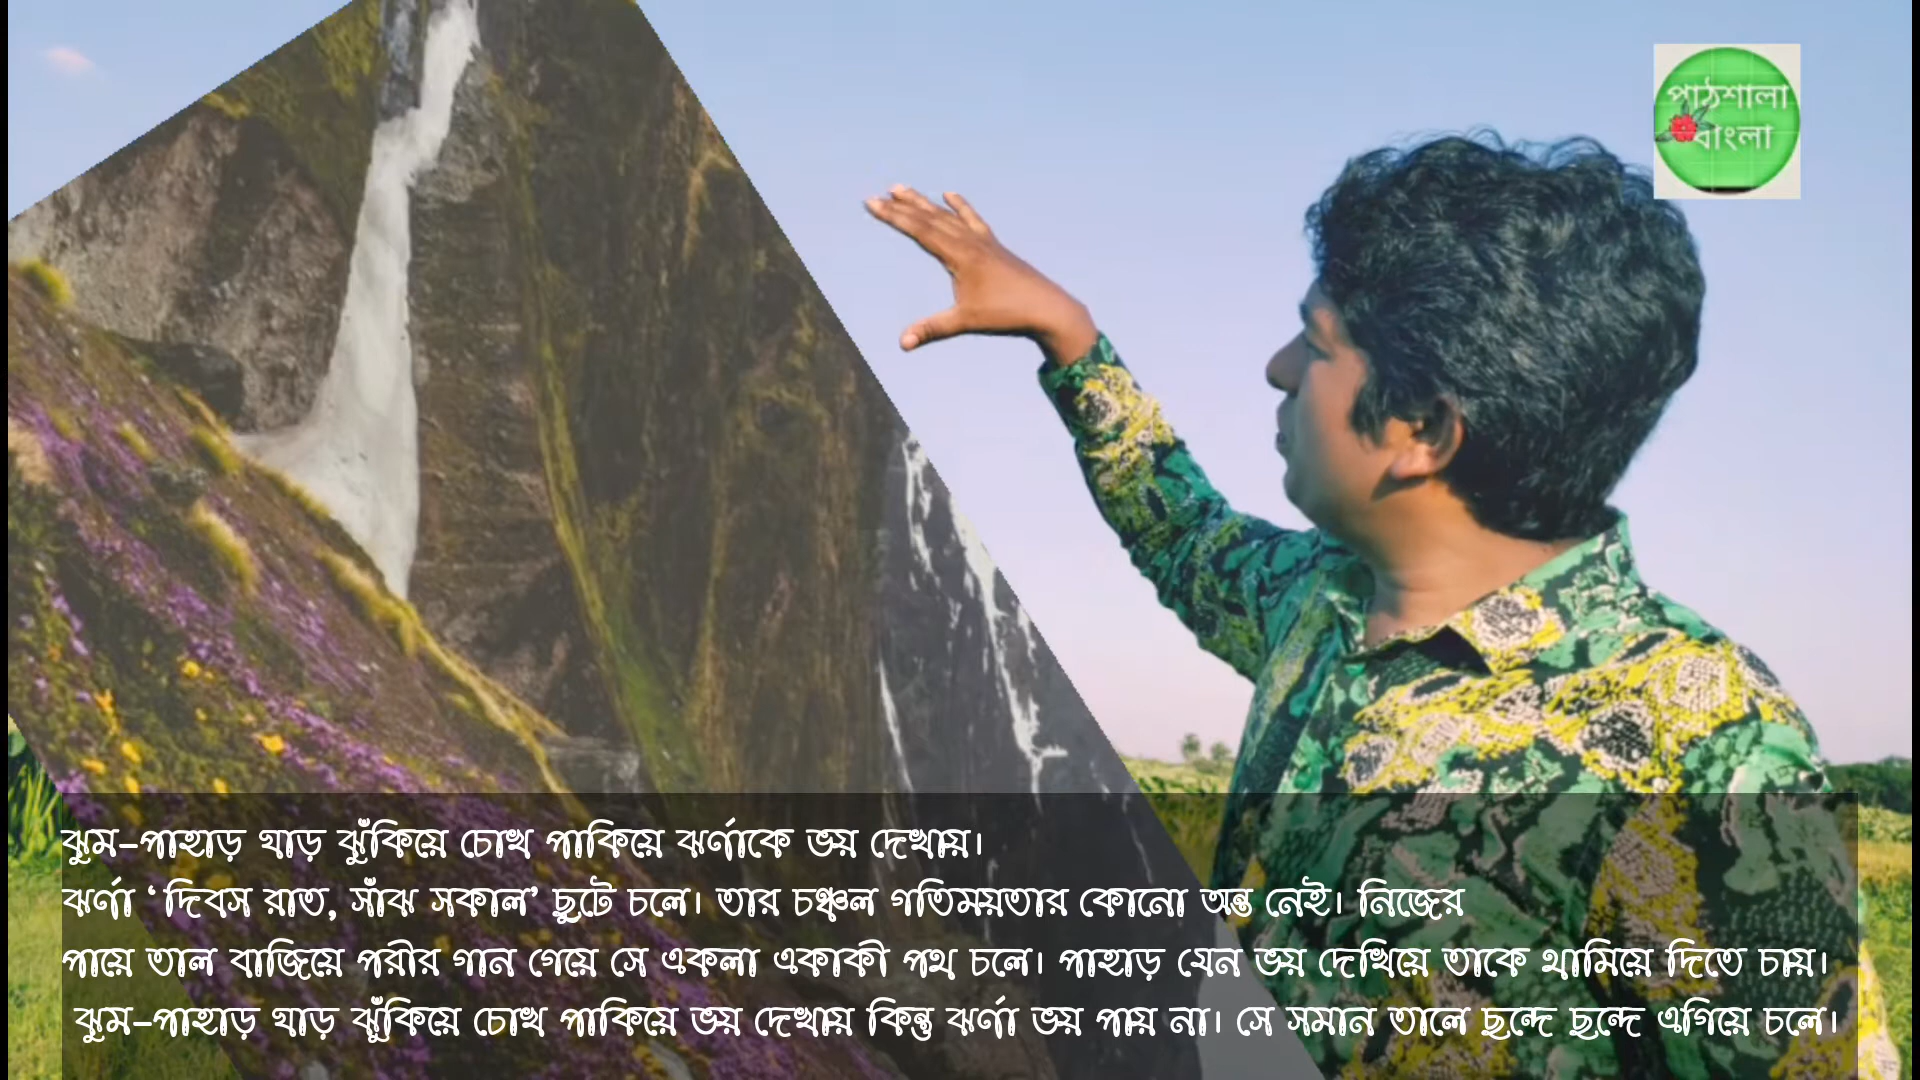 পাঠশালা
বাংলা
ঝুম-পাহাড় ঘাড় ঝুঁকিয়ে চোখ পাকিয়ে ঝর্ণাকে ভয় দেখায়।
ঝর্ণা ‘দিবস রাত, সাঁঝ সকাল’ ছুটে চলে। তার চঞ্চল গতিময়তার কোনো অন্ত নেই। নিজের
পায়ে তাল বাজিয়ে পরীর গান গেয়ে সে একলা একাকী পথ চলে। পাহাড় যেন ভয় দেখিয়ে তাকে থামিয়ে দিতে চায়।
ঝুম-পাহাড় ঘাড় ঝুঁকিয়ে চোখ পাকিয়ে ভয় দেখায় কিন্তু ঝর্ণা ভয় পায় না। সে সমান তালে ছন্দে ছন্দে এগিয়ে চলে।